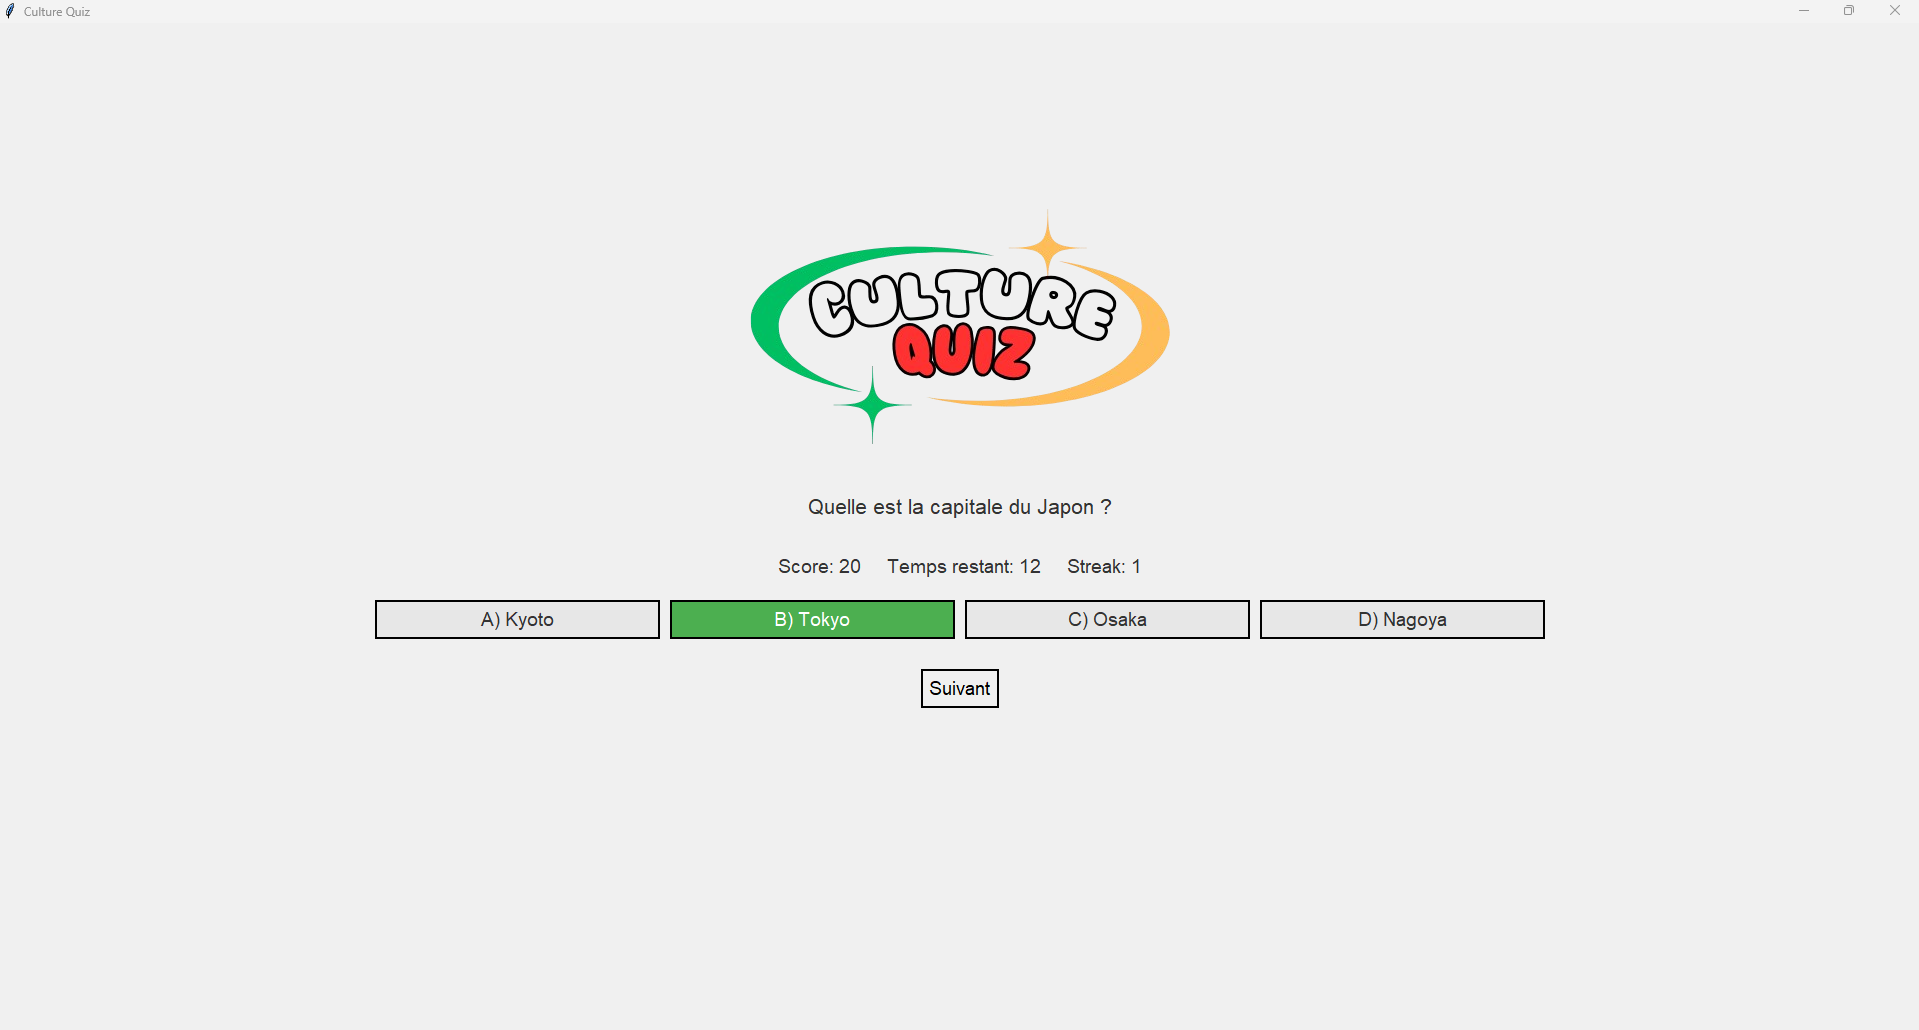 Culture Quiz
CULTURE
QUIZ
Quelle est la capitale du Japon ?
Score: 20 Temps restant: 12 Streak: 1
A) Kyoto B) Tokyo C) Osaka D) Nagoya
Suivant